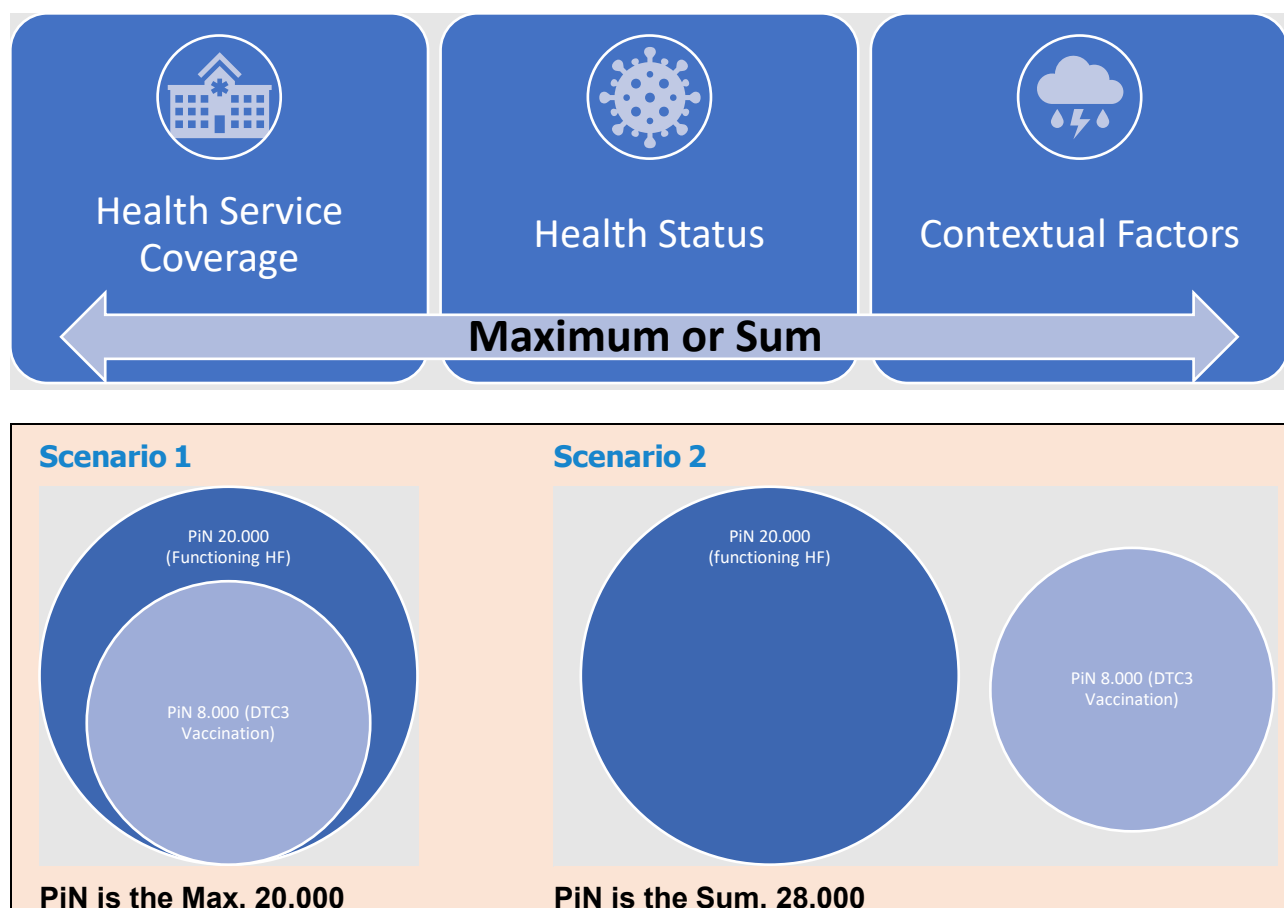 Health Service
Coverage
Health Status
Contextual Factors
Maximum or Sum
Scenario 1
Scenario 2
PiN 20.000
(Functioning HF)
PiN 8.000 (DTC3
Vaccination)
PiN 20.000
(functioning HF)
PiN 8.000 (DTC3
Vaccination)
PiN is the Max. 20.000
PiN is the Sum. 28.000